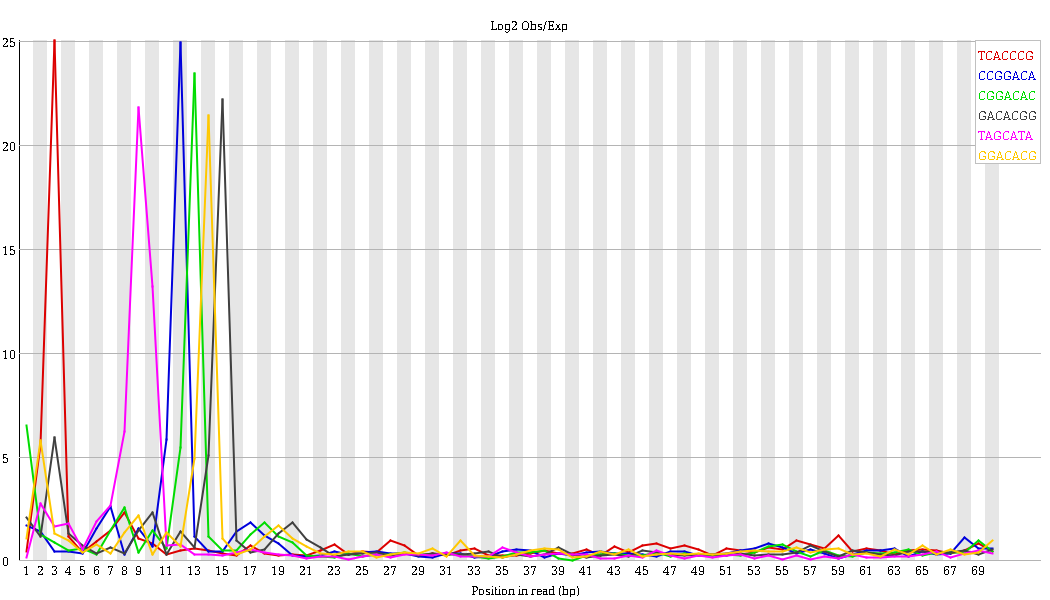 Log2 Obs/Exp
25
20
15
10
5
0
TCACCCG
CCGGACA
CGGACAC
GACACGG
TAGCATA
GGACACG
1 2 3 4 5 6 7 8 9 11 13 15 17 19 21 23 25 27 29 31 33 35 37 39 41 43 45 47 49 51 53 55 57 59 61 63 65 67 69
Position in read (bp)